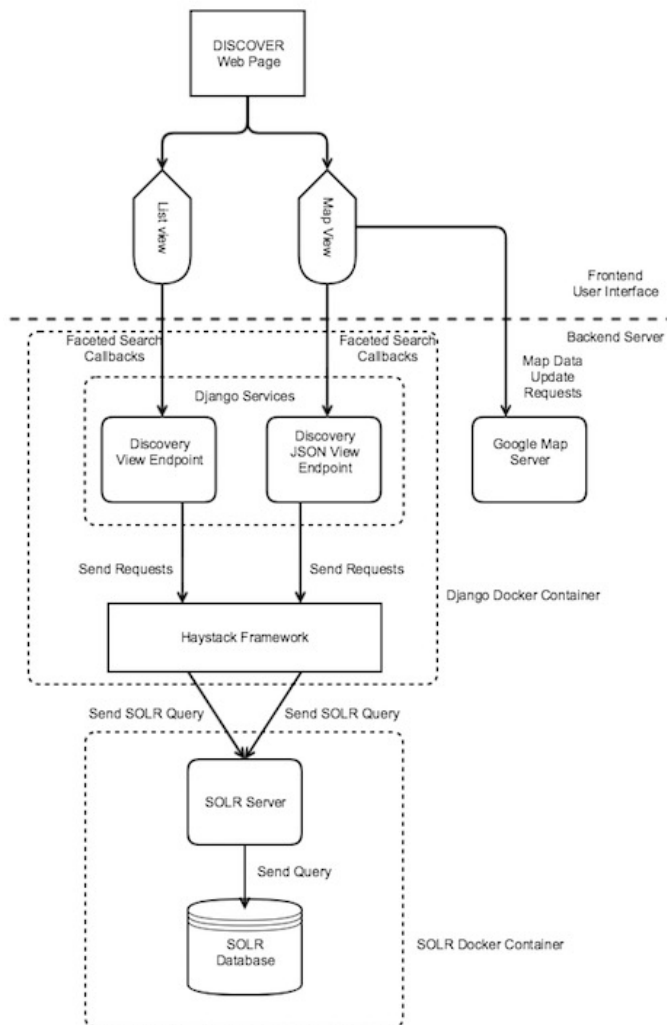 DISCOVER
Web Page
List view
Map View
Frontend
User Interface
Backend Server
Faceted Search
Callbacks
Faceted Search
Callbacks
Map Data
Update
Requests
Django Services
Discovery
View Endpoint
Discovery
JSON View
Endpoint
Google Map
Server
Send Requests
Send Requests
Django Docker Container
Haystack Framework
Send SOLR Query
Send SOLR Query
SOLR Server
Send Query
SOLR
Database
SOLR Docker Container